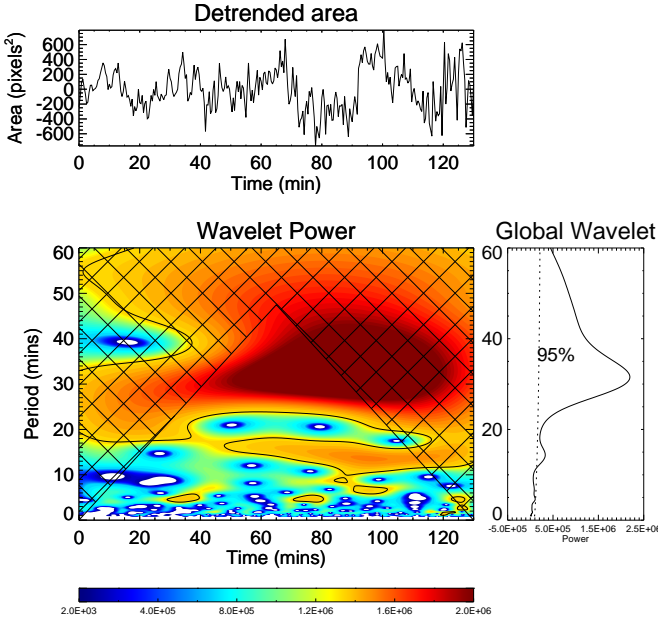 Detrended area
Area (pixels²)
600
400
200
0
-200
-400
-600
0 20 40 60 80 100 120
Time (min)
Wavelet Power
Global Wavelet
Period (mins)
60
50
40
30
20
10
0
0 20 40 60 80 100 120
Time (mins)
60
40
20
0
95%
-5.0E+05 5.0E+05 1.5E+06 2.5E+06
Power
2.0E+03 4.0E+05 8.0E+05 1.2E+06 1.6E+06 2.0E+06